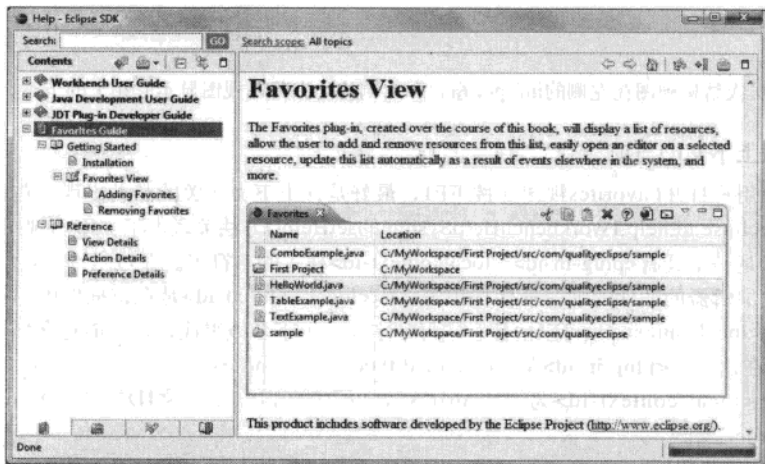 Help - Eclipse SDK
Search:
GO
Search scope: All topics
Contents
Workbench User Guide
Java Development User Guide
JDT Plug-in Developer Guide
Favorites Guide
Getting Started
Installation
Favorites View
Adding Favorites
Removing Favorites
Reference
View Details
Action Details
Preference Details
Favorites View
The Favorites plug-in, created over the course of this book, will display a list of resources,
allow the user to add and remove resources from this list, easily open an editor on a selected
resource, update this list automatically as a result of events elsewhere in the system, and
more.
Favorites
Name Location
ComboExample.java C:/MyWorkspace/First Project/src/com/qualityeclipse/sample
First Project C:/MyWorkspace
HelloWorld.java C:/MyWorkspace/First Project/src/com/qualityeclipse/sample
TableExample.java C:/MyWorkspace/First Project/src/com/qualityeclipse/sample
TextExample.java C:/MyWorkspace/First Project/src/com/qualityeclipse/sample
sample C:/MyWorkspace/First Project/src/com/qualityeclipse
This product includes software developed by the Eclipse Project (http://www.eclipse.org/).
Done